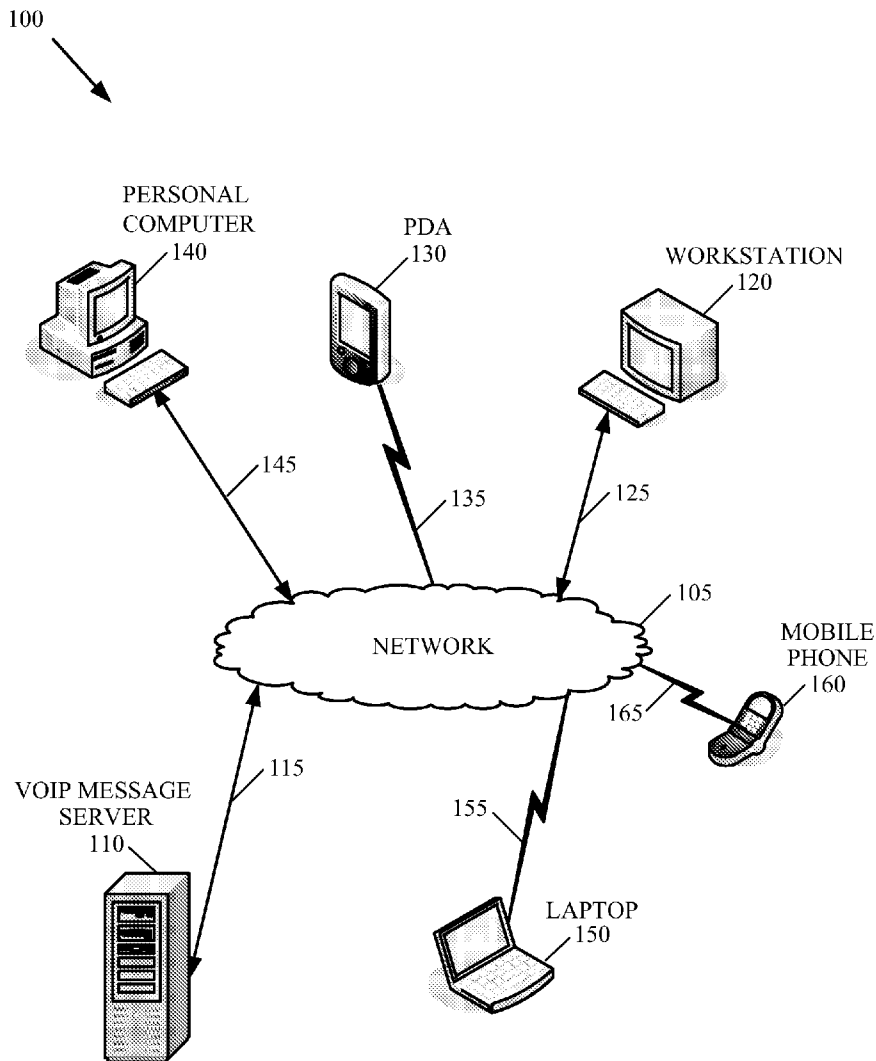 100
PERSONAL
COMPUTER
140
PDA
130
WORKSTATION
120
145
135
125
105
NETWORK
MOBILE
PHONE
160
165
115
VOIP MESSAGE
SERVER
110
155
LAPTOP
150